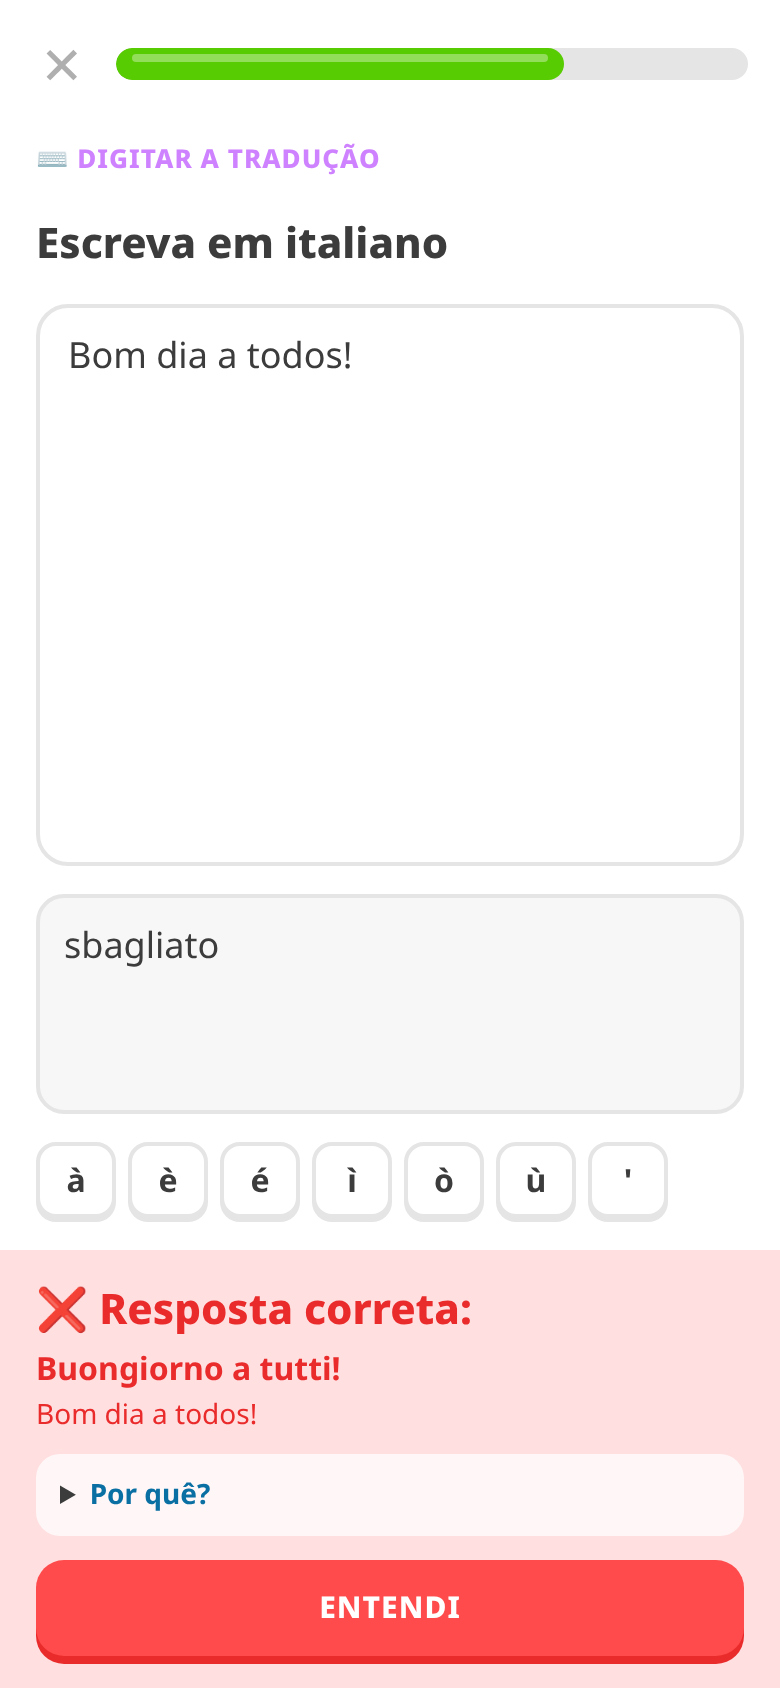 DIGITAR A TRADUÇÃO
Escreva em italiano
Bom dia a todos!
sbagliato
à è é ì ò ù '
Resposta correta:
Buongiorno a tutti!
Bom dia a todos!
Por quê?
ENTENDI